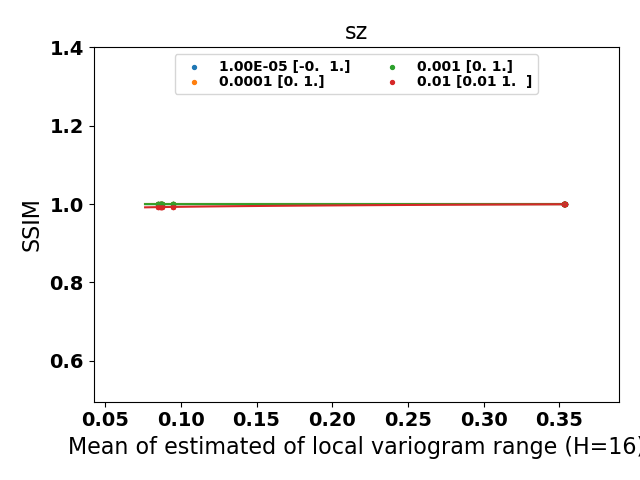 sz
1.00E-05 [-0.  1.]
0.0001 [0. 1.]
0.001 [0. 1.]
0.01 [0.01 1.  ]
1.4
1.2
1.0
0.8
0.6
SSIM
0.05 0.10 0.15 0.20 0.25 0.30 0.35
Mean of estimated of local variogram range (H=16)